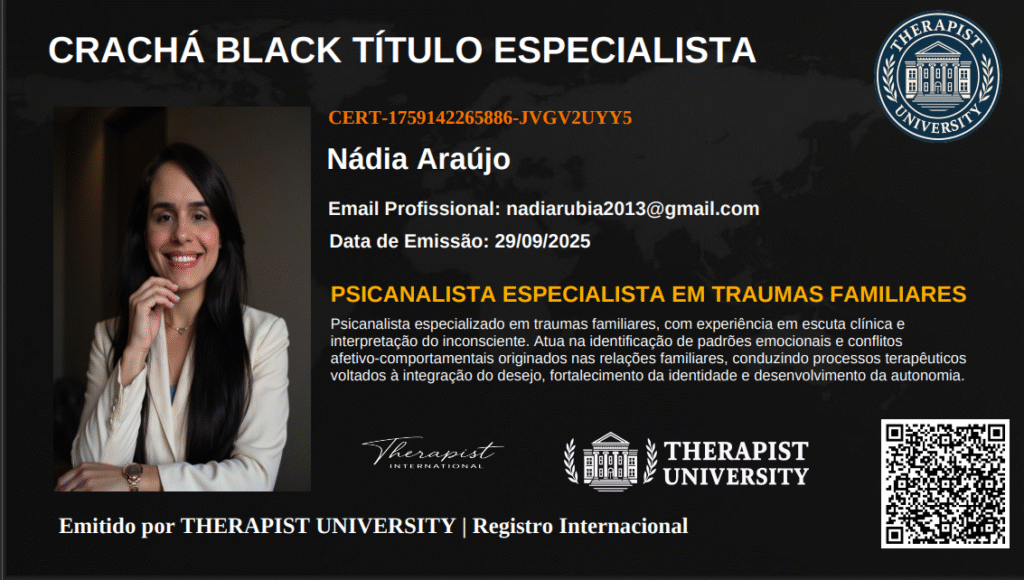 CRACHÁ BLACK TÍTULO ESPECIALISTA
THERAPIST
UNIVERSITY
CERT-1759142265886-JVGV2UYY5
Nádia Araújo
Email Profissional: nadiarubia2013@gmail.com
Data de Emissão: 29/09/2025
PSICANALISTA ESPECIALISTA EM TRAUMAS FAMILIARES
Psicanalista especializado em traumas familiares, com experiência em escuta clínica e
interpretação do inconsciente. Atua na identificação de padrões emocionais e conflitos
afetivo-comportamentais originados nas relações familiares, conduzindo processos terapêuticos
voltados à integração do desejo, fortalecimento da identidade e desenvolvimento da autonomia.
Therapist
INTERNATIONAL
THERAPIST
UNIVERSITY
Emitido por THERAPIST UNIVERSITY | Registro Internacional